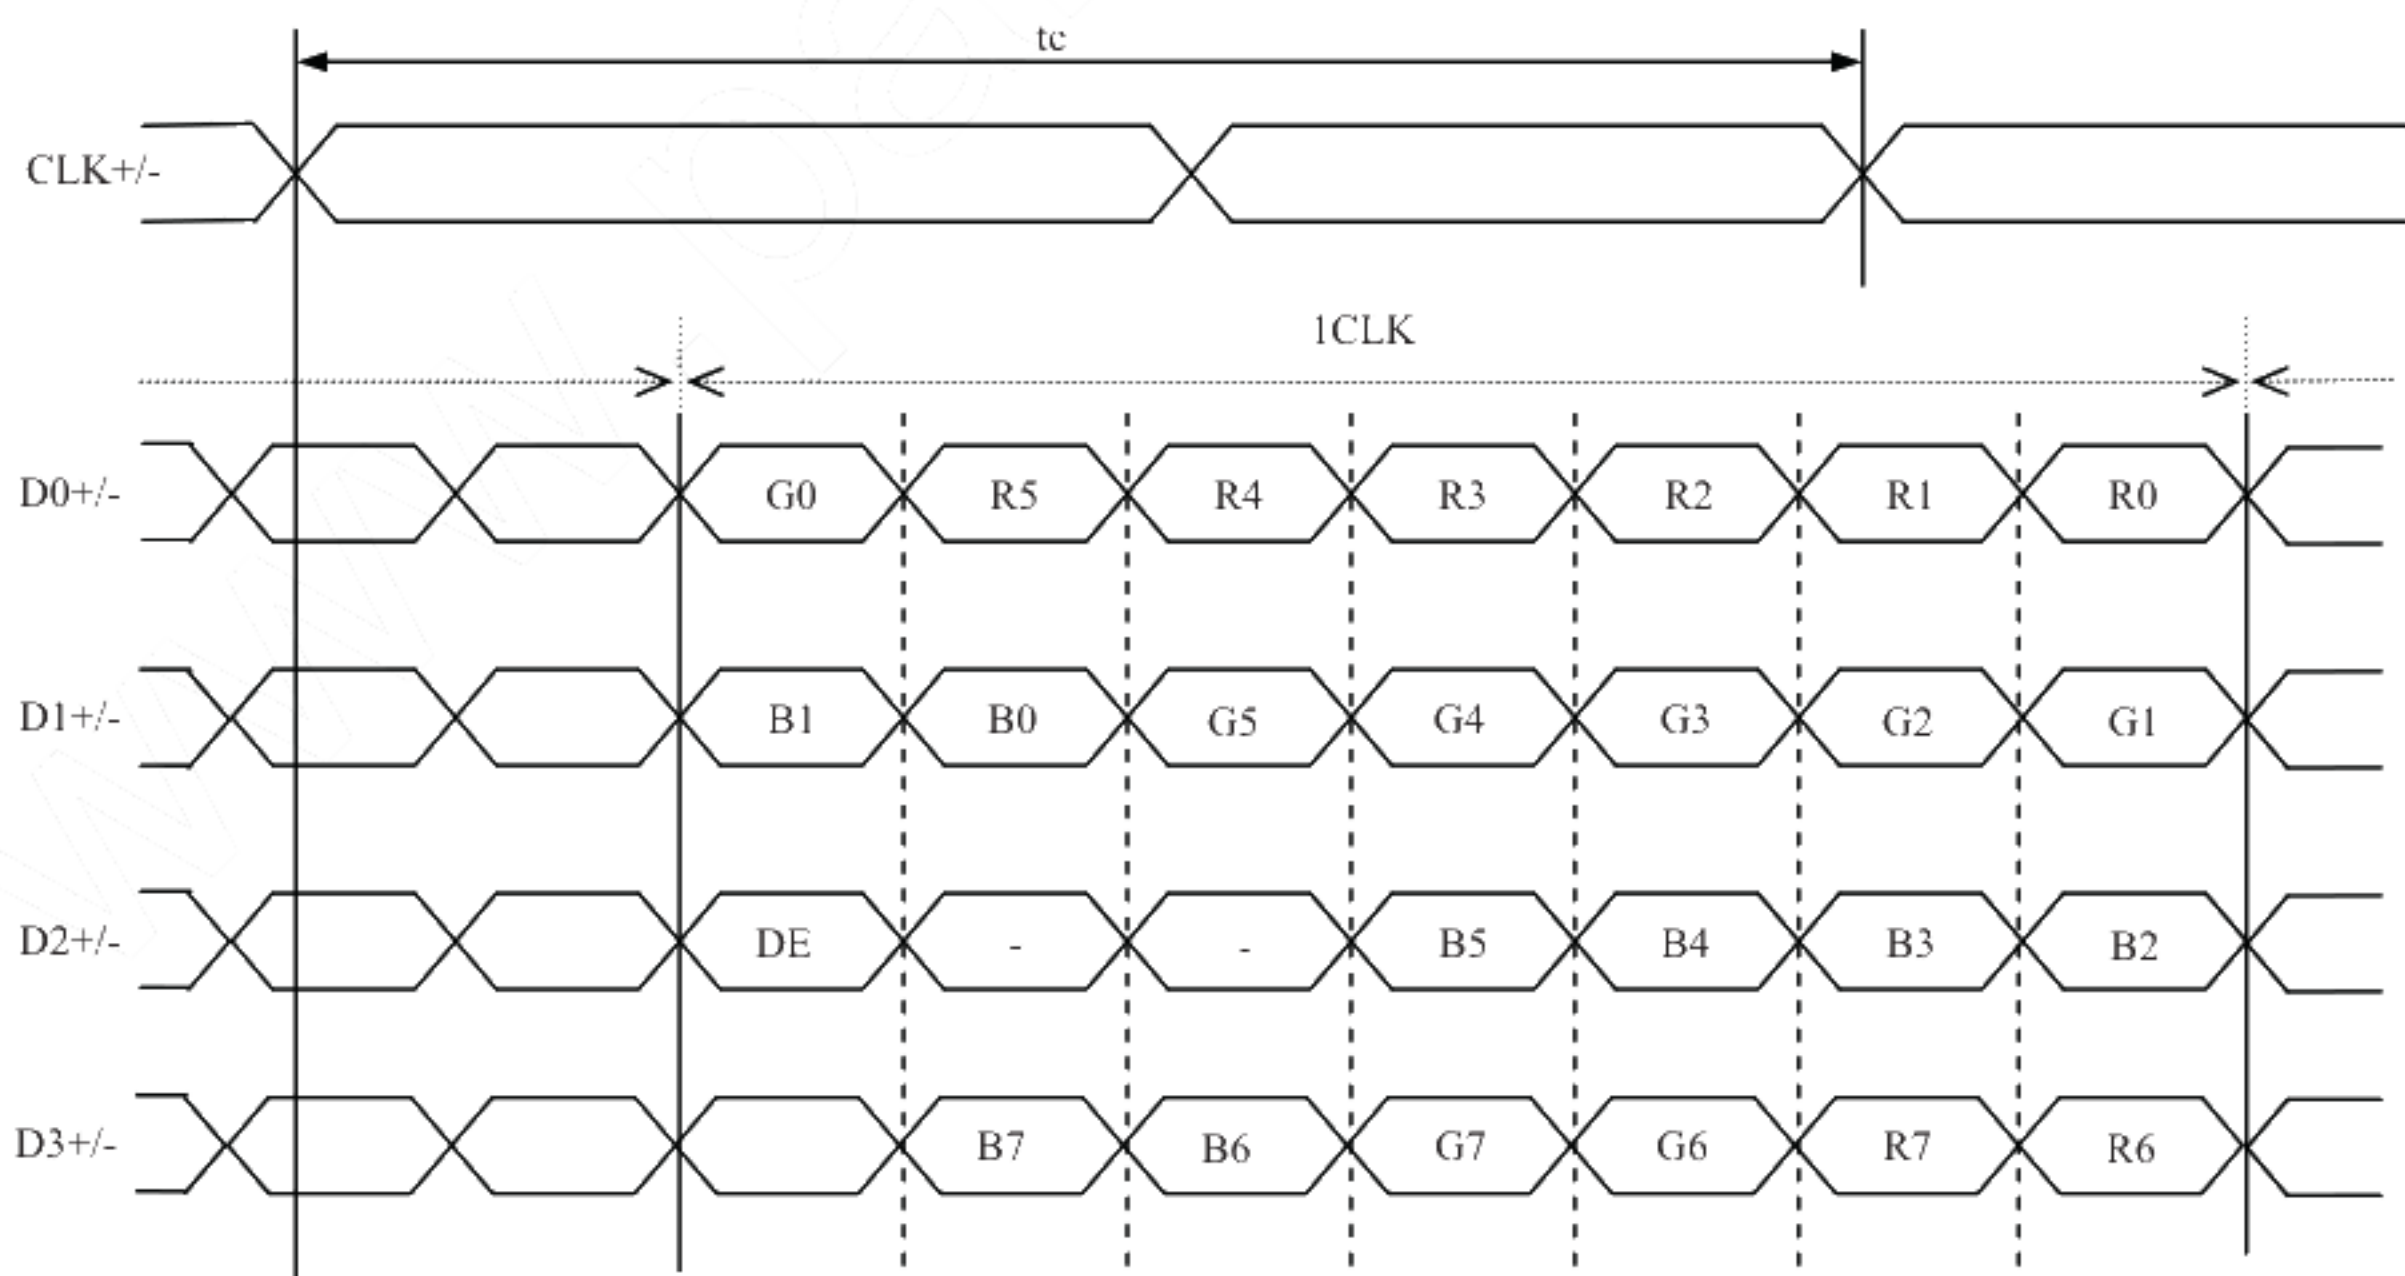 tc
CLK+/-
1CLK
D0+/- G0 R5 R4 R3 R2 R1 R0
D1+/- B1 B0 G5 G4 G3 G2 G1
D2+/- DE - - B5 B4 B3 B2
D3+/- B7 B6 G7 G6 R7 R6